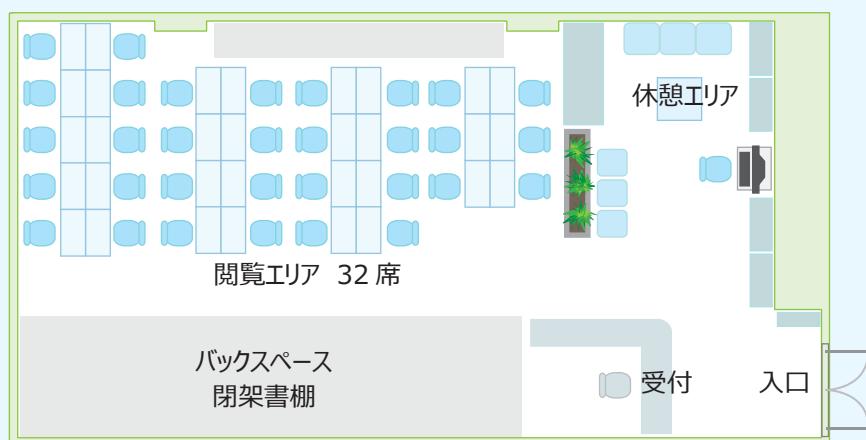 休憩エリア
閲覧エリア 32 席
バックスペース
閉架書棚
受付
入口